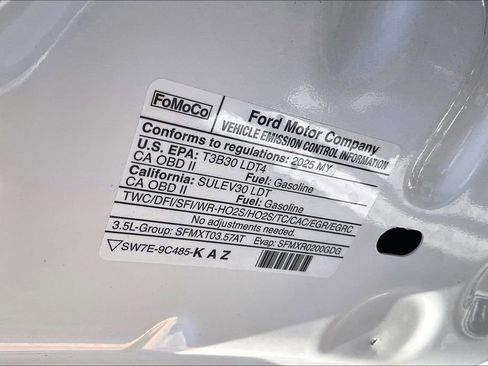 FoMoCo
Ford Motor Company
VEHICLE EMISSION CONTROL INFORMATION
Conforms to regulations: 2025 MY
U.S. EPA: T3B30 LDT4
CA OBD II Fuel: Gasoline
California: SULEV30 LDT
CA OBD II Fuel: Gasoline
TWC/DFI/SFI/WR-HO2S/HO2S/TC/CAC/EGR/EGRC
No adjustments needed.
3.5L-Group: SFMXT03.57AT Evap: SFMXR0200GDG
SW7E-9C485-KAZ